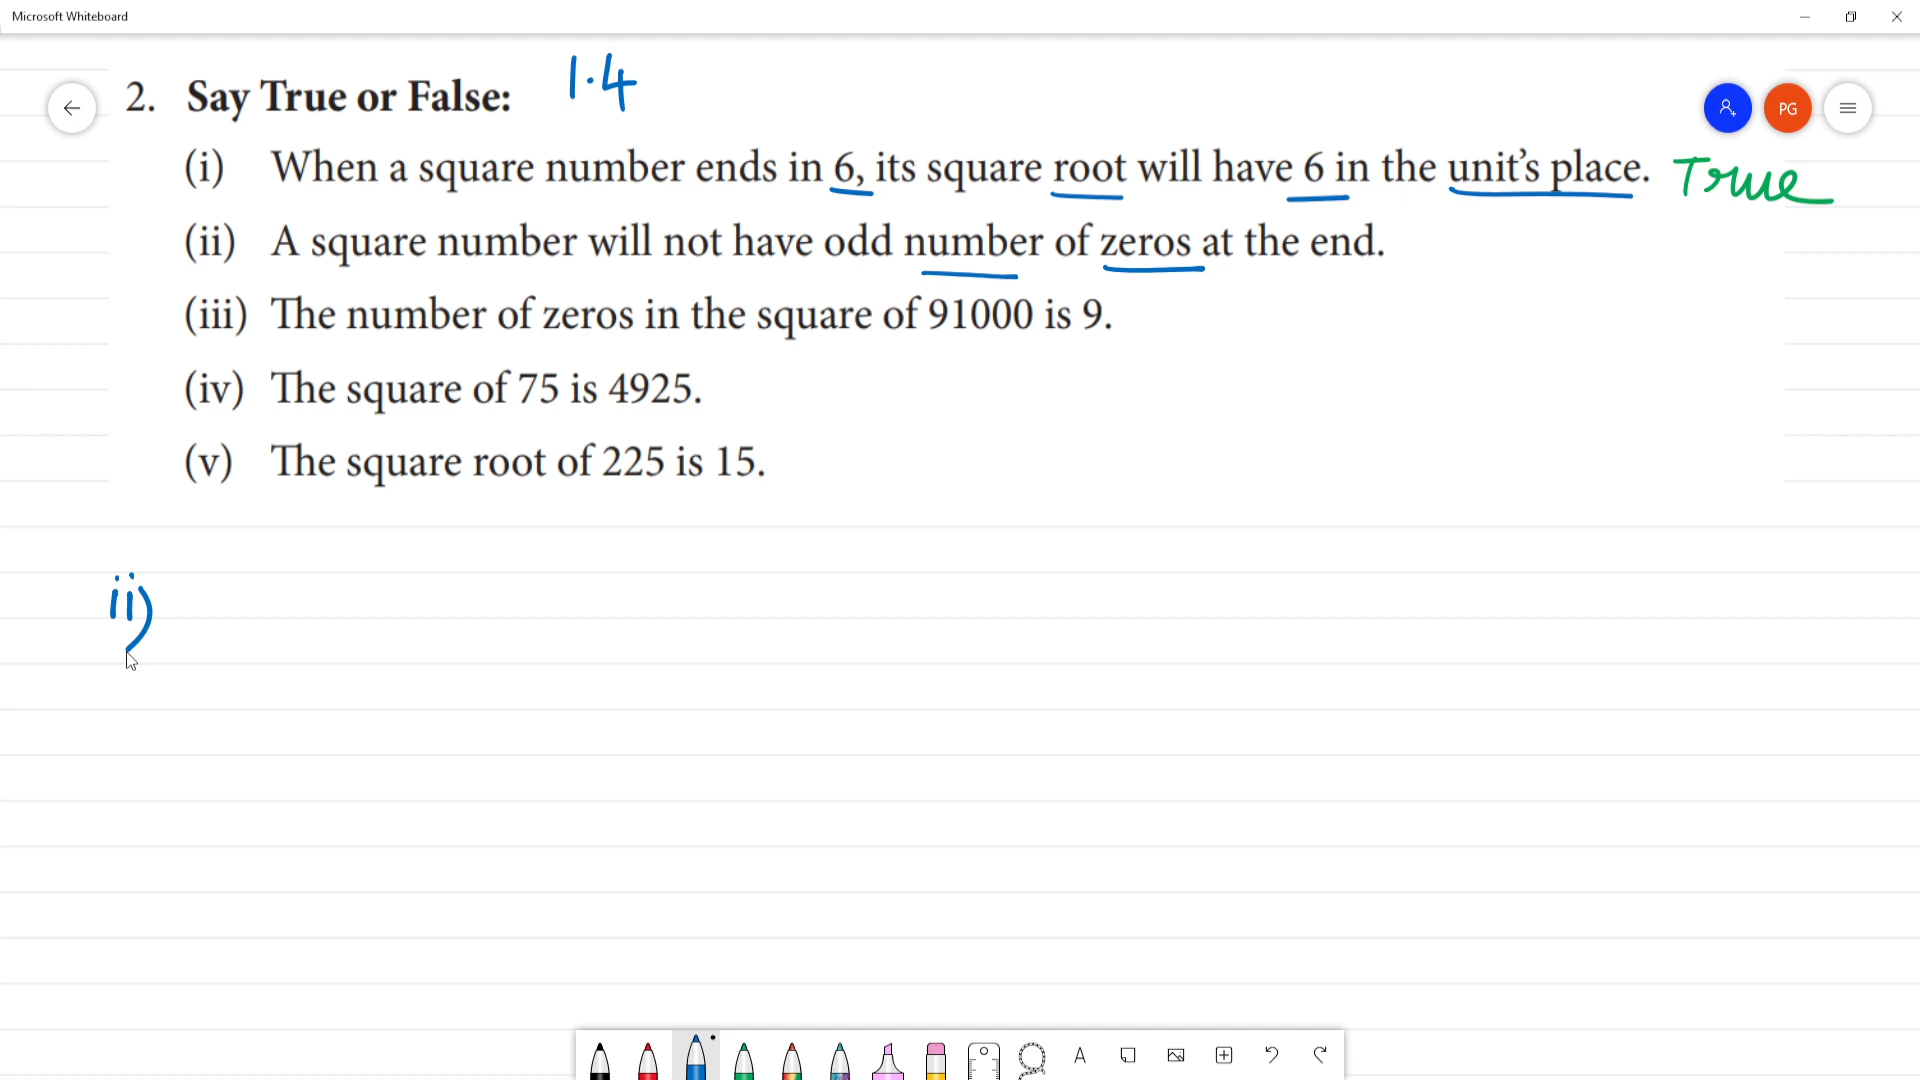 Microsoft Whiteboard
2. Say True or False: 1.4
PG
(i) When a square number ends in 6, its square root will have 6 in the unit's place. True
(ii) A square number will not have odd number of zeros at the end.
(iii) The number of zeros in the square of 91000 is 9.
(iv) The square of 75 is 4925.
(v) The square root of 225 is 15.
ii)
A